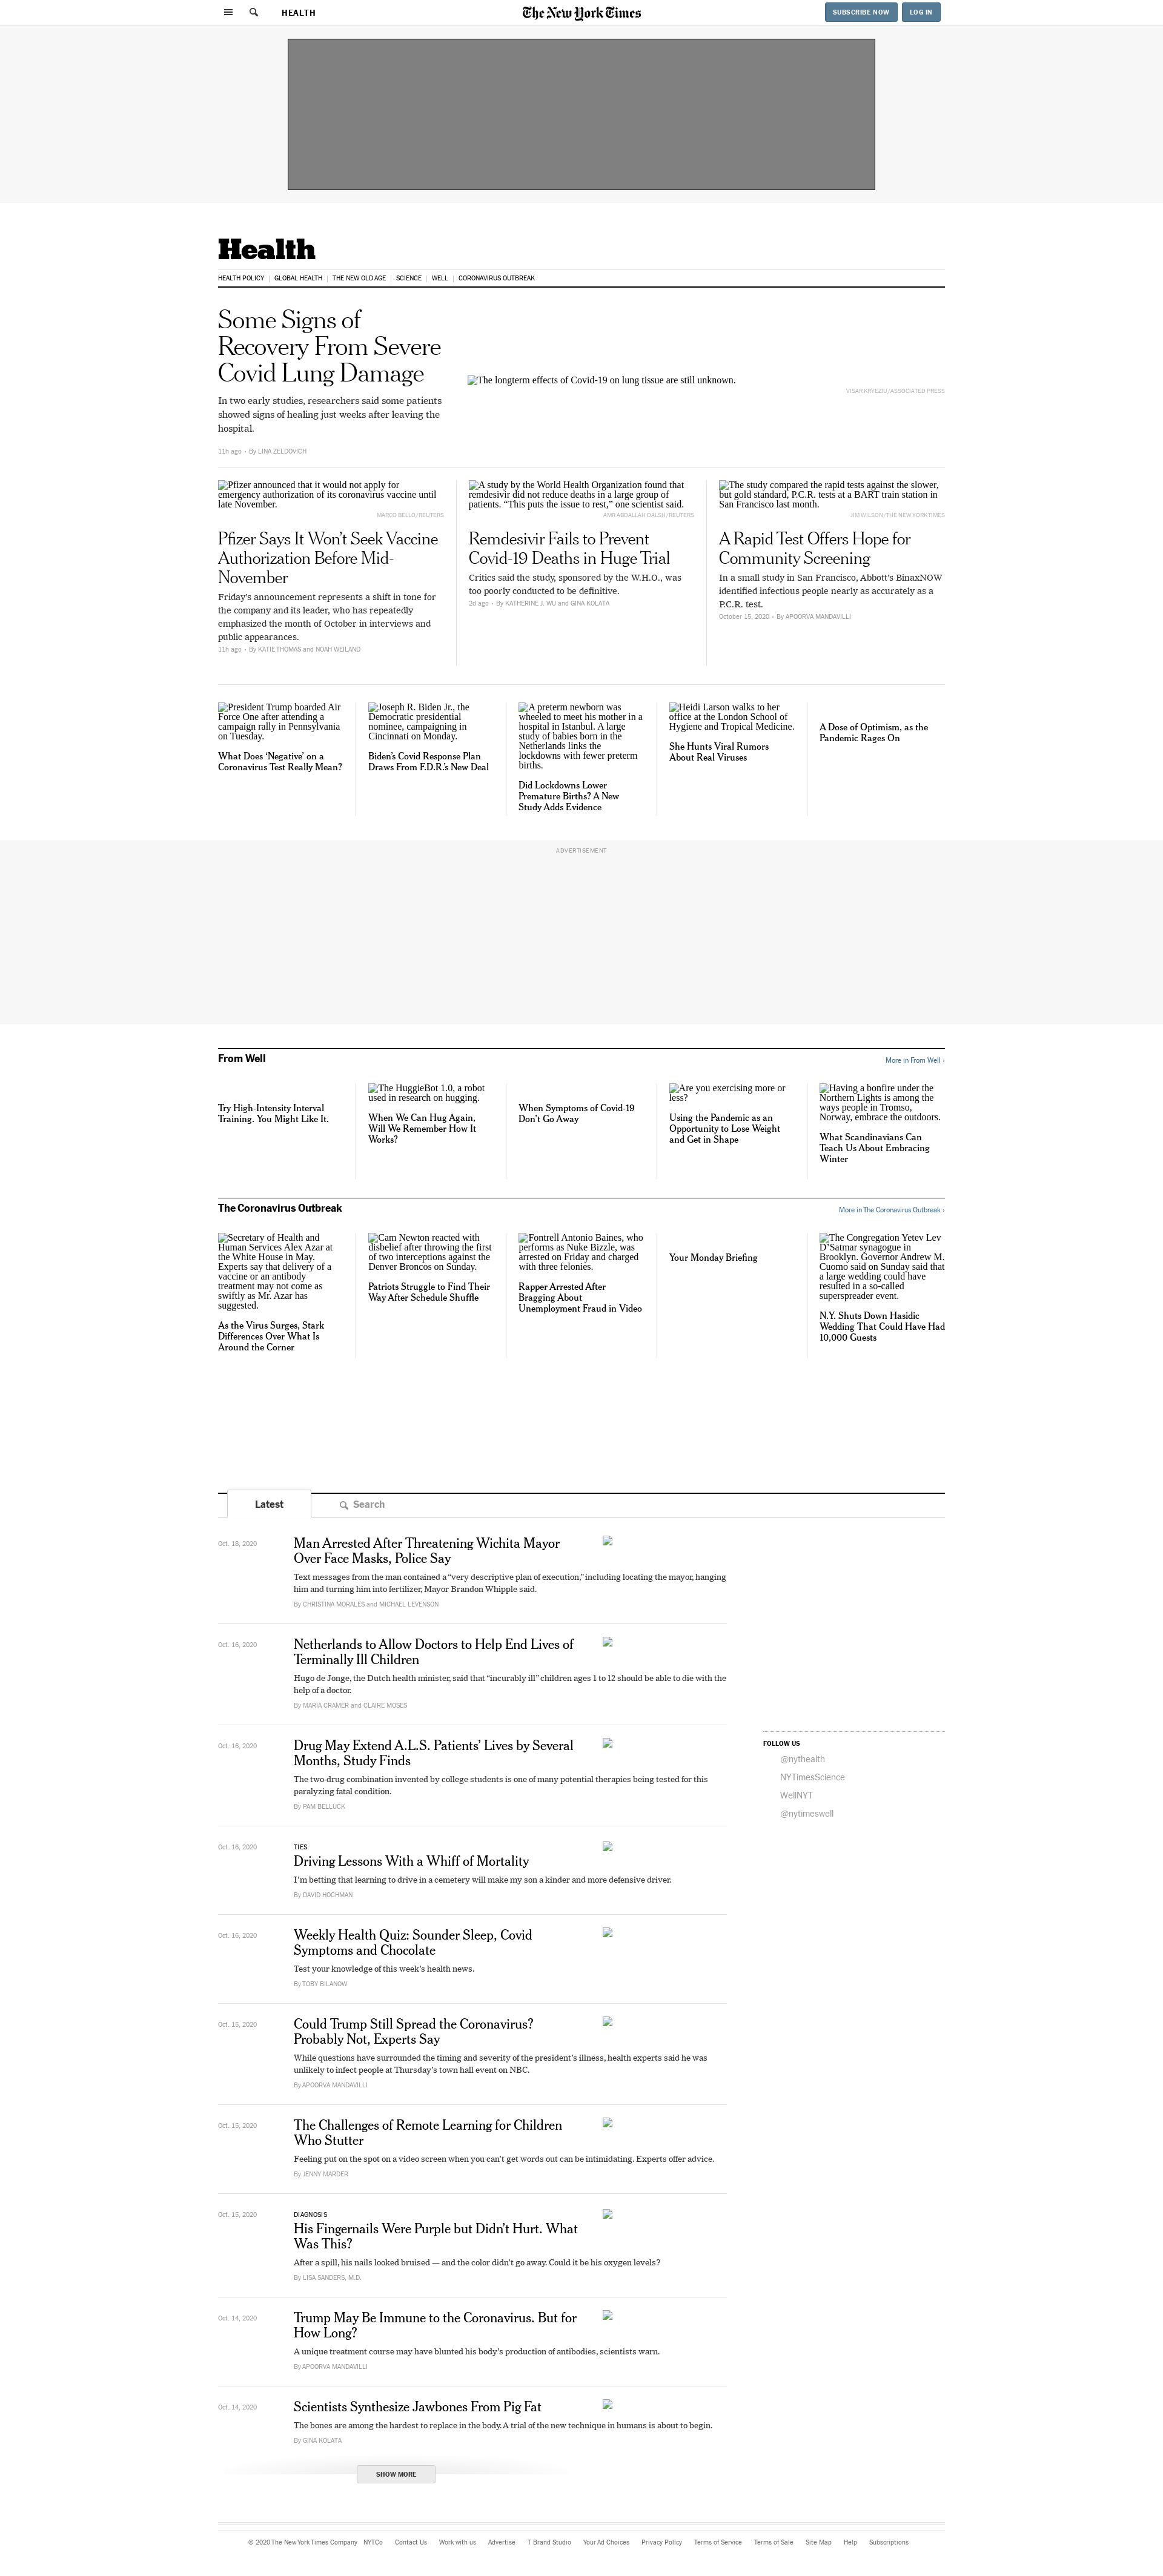 HEALTH
The New York Times
SUBSCRIBE NOW
LOG IN
Health
HEALTH POLICY
GLOBAL HEALTH
THE NEW OLD AGE
SCIENCE
WELL
CORONAVIRUS OUTBREAK
Some Signs of
Recovery From Severe
Covid Lung Damage
In two early studies, researchers said some patients
showed signs of healing just weeks after leaving the
hospital.
11h ago • By LINA ZELDOVICH
The longterm effects of Covid-19 on lung tissue are still unknown.
VISAR KRYEZIU/ASSOCIATED PRESS
Pfizer announced that it would not apply for
emergency authorization of its coronavirus vaccine until
late November.
MARCO BELLO/REUTERS
Pfizer Says It Won’t Seek Vaccine
Authorization Before Mid-
November
Friday’s announcement represents a shift in tone for
the company and its leader, who has repeatedly
emphasized the month of October in interviews and
public appearances.
11h ago • By KATIE THOMAS and NOAH WEILAND
A study by the World Health Organization found that
remdesivir did not reduce deaths in a large group of
patients. “This puts the issue to rest,” one scientist said.
AMR ABDALLAH DALSH/REUTERS
Remdesivir Fails to Prevent
Covid-19 Deaths in Huge Trial
Critics said the study, sponsored by the W.H.O., was
too poorly conducted to be definitive.
2d ago • By KATHERINE J. WU and GINA KOLATA
The study compared the rapid tests against the slower,
but gold standard, P.C.R. tests at a BART train station in
San Francisco last month.
JIM WILSON/THE NEW YORK TIMES
A Rapid Test Offers Hope for
Community Screening
In a small study in San Francisco, Abbott’s BinaxNOW
identified infectious people nearly as accurately as a
P.C.R. test.
October 15, 2020 • By APOORVA MANDAVILLI
President Trump boarded Air
Force One after attending a
campaign rally in Pennsylvania
on Tuesday.
What Does ‘Negative’ on a
Coronavirus Test Really Mean?
Joseph R. Biden Jr., the
Democratic presidential
nominee, campaigning in
Cincinnati on Monday.
Biden’s Covid Response Plan
Draws From F.D.R.’s New Deal
A preterm newborn was
wheeled to meet his mother in a
hospital in Istanbul. A large
study of babies born in the
Netherlands links the
lockdowns with fewer preterm
births.
Did Lockdowns Lower
Premature Births? A New
Study Adds Evidence
Heidi Larson walks to her
office at the London School of
Hygiene and Tropical Medicine.
She Hunts Viral Rumors
About Real Viruses
A Dose of Optimism, as the
Pandemic Rages On
ADVERTISEMENT
From Well
More in From Well ›
Try High-Intensity Interval
Training. You Might Like It.
The HuggieBot 1.0, a robot
used in research on hugging.
When We Can Hug Again,
Will We Remember How It
Works?
When Symptoms of Covid-19
Don’t Go Away
Are you exercising more or
less?
Using the Pandemic as an
Opportunity to Lose Weight
and Get in Shape
Having a bonfire under the
Northern Lights is among the
ways people in Tromso,
Norway, embrace the outdoors.
What Scandinavians Can
Teach Us About Embracing
Winter
The Coronavirus Outbreak
More in The Coronavirus Outbreak ›
Secretary of Health and
Human Services Alex Azar at
the White House in May.
Experts say that delivery of a
vaccine or an antibody
treatment may not come as
swiftly as Mr. Azar has
suggested.
As the Virus Surges, Stark
Differences Over What Is
Around the Corner
Cam Newton reacted with
disbelief after throwing the first
of two interceptions against the
Denver Broncos on Sunday.
Patriots Struggle to Find Their
Way After Schedule Shuffle
Fontrell Antonio Baines, who
performs as Nuke Bizzle, was
arrested on Friday and charged
with three felonies.
Rapper Arrested After
Bragging About
Unemployment Fraud in Video
Your Monday Briefing
The Congregation Yetev Lev
D’Satmar synagogue in
Brooklyn. Governor Andrew M.
Cuomo said on Sunday said that
a large wedding could have
resulted in a so-called
superspreader event.
N.Y. Shuts Down Hasidic
Wedding That Could Have Had
10,000 Guests
Latest
Search
Oct. 18, 2020
Man Arrested After Threatening Wichita Mayor
Over Face Masks, Police Say
Text messages from the man contained a “very descriptive plan of execution,” including locating the mayor, hanging
him and turning him into fertilizer, Mayor Brandon Whipple said.
By CHRISTINA MORALES and MICHAEL LEVENSON
Oct. 16, 2020
Netherlands to Allow Doctors to Help End Lives of
Terminally Ill Children
Hugo de Jonge, the Dutch health minister, said that “incurably ill” children ages 1 to 12 should be able to die with the
help of a doctor.
By MARIA CRAMER and CLAIRE MOSES
Oct. 16, 2020
Drug May Extend A.L.S. Patients’ Lives by Several
Months, Study Finds
The two-drug combination invented by college students is one of many potential therapies being tested for this
paralyzing fatal condition.
By PAM BELLUCK
Oct. 16, 2020
TIES
Driving Lessons With a Whiff of Mortality
I’m betting that learning to drive in a cemetery will make my son a kinder and more defensive driver.
By DAVID HOCHMAN
Oct. 16, 2020
Weekly Health Quiz: Sounder Sleep, Covid
Symptoms and Chocolate
Test your knowledge of this week’s health news.
By TOBY BILANOW
Oct. 15, 2020
Could Trump Still Spread the Coronavirus?
Probably Not, Experts Say
While questions have surrounded the timing and severity of the president’s illness, health experts said he was
unlikely to infect people at Thursday’s town hall event on NBC.
By APOORVA MANDAVILLI
Oct. 15, 2020
The Challenges of Remote Learning for Children
Who Stutter
Feeling put on the spot on a video screen when you can’t get words out can be intimidating. Experts offer advice.
By JENNY MARDER
Oct. 15, 2020
DIAGNOSIS
His Fingernails Were Purple but Didn’t Hurt. What
Was This?
After a spill, his nails looked bruised — and the color didn’t go away. Could it be his oxygen levels?
By LISA SANDERS, M.D.
Oct. 14, 2020
Trump May Be Immune to the Coronavirus. But for
How Long?
A unique treatment course may have blunted his body’s production of antibodies, scientists warn.
By APOORVA MANDAVILLI
Oct. 14, 2020
Scientists Synthesize Jawbones From Pig Fat
The bones are among the hardest to replace in the body. A trial of the new technique in humans is about to begin.
By GINA KOLATA
SHOW MORE
FOLLOW US
@nythealth
NYTimesScience
WellNYT
@nytimeswell
© 2020 The New York Times Company
NYTCo
Contact Us
Work with us
Advertise
T Brand Studio
Your Ad Choices
Privacy Policy
Terms of Service
Terms of Sale
Site Map
Help
Subscriptions